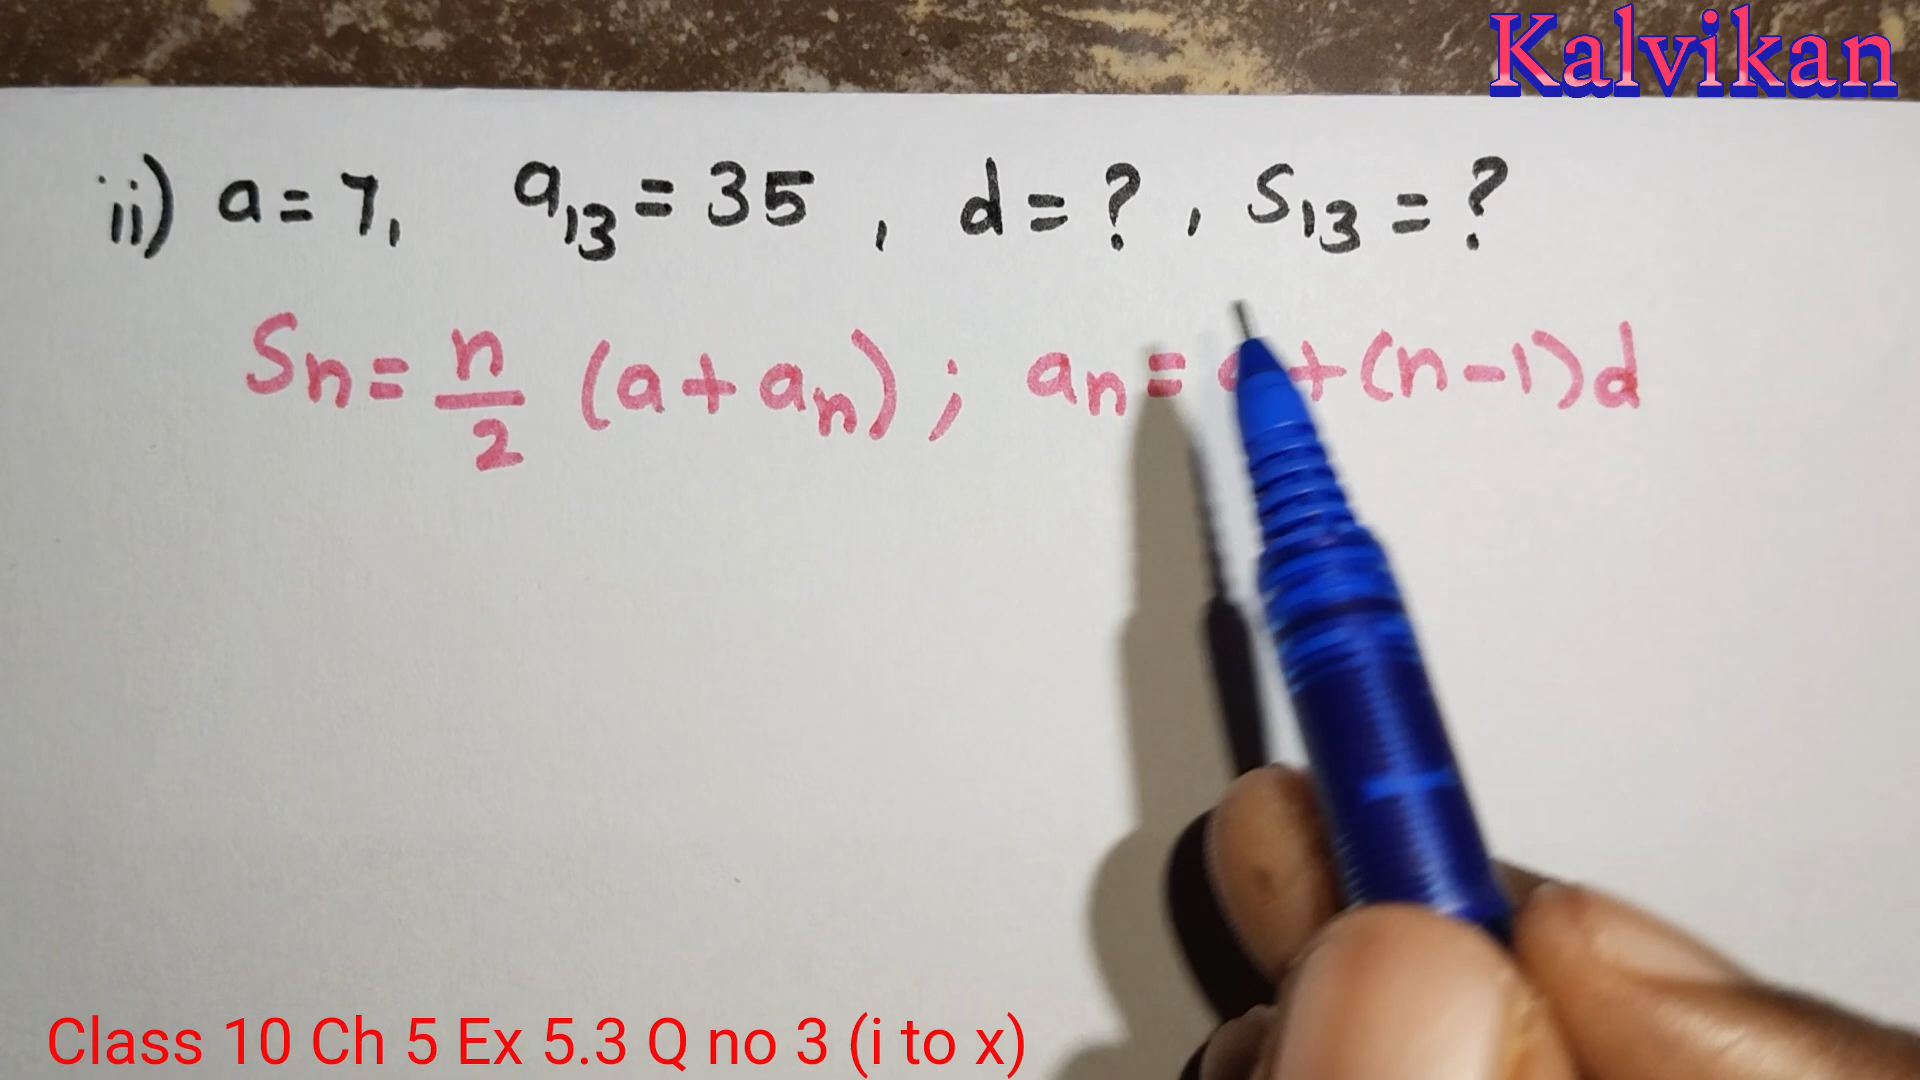 Kalvikan
ii) a = 7, a13 = 35 , d = ? , S13 = ?
Sn = n/2 (a + an) ; an = a + (n - 1) d
Class 10 Ch 5 Ex 5.3 Q no 3 (i to x)